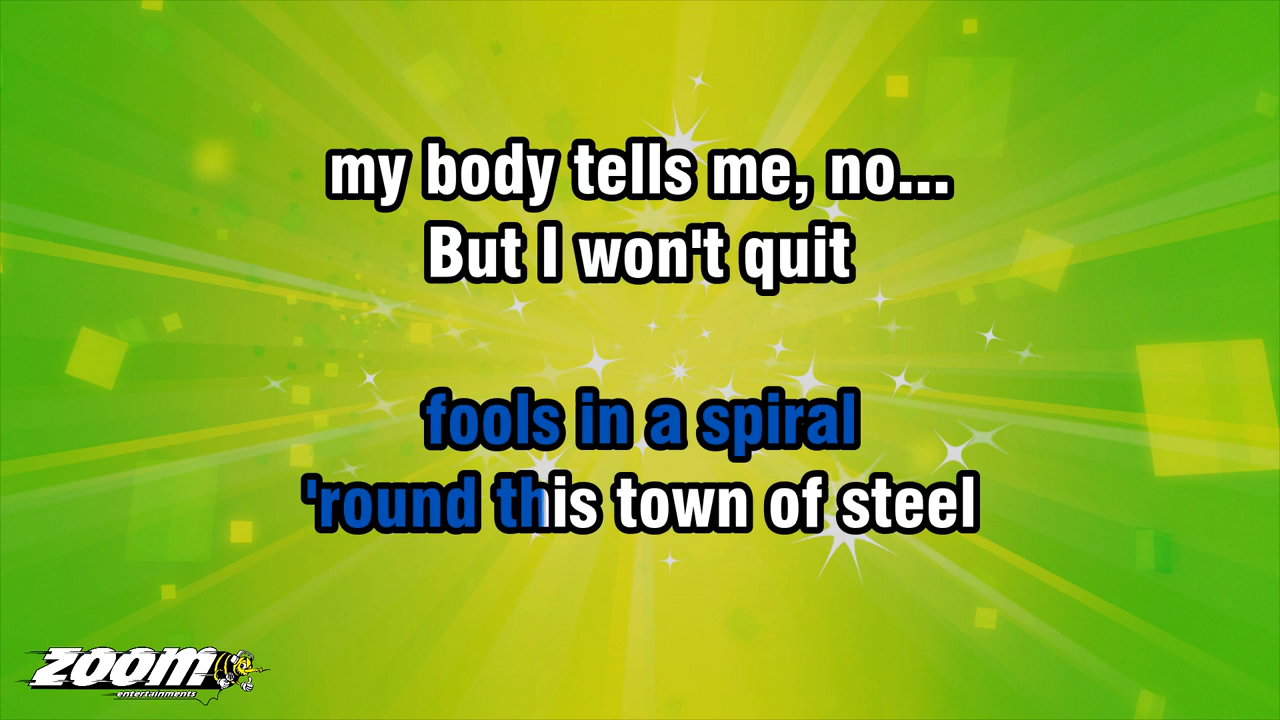 my body tells me, no...
But I won't quit
fools in a spiral
'round this town of steel
zoom
entertainments